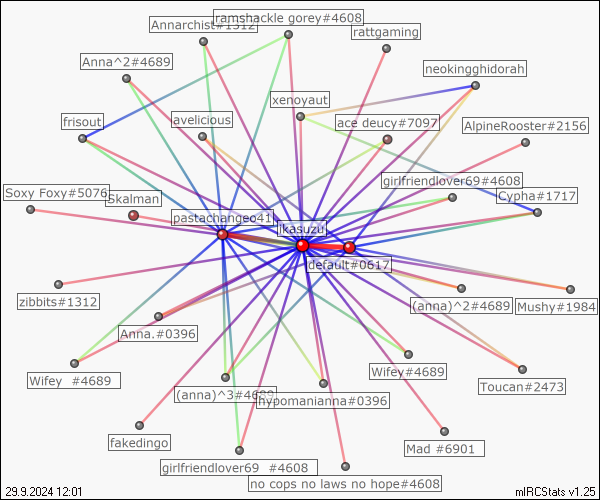 ramshackle gorey#4608
Annarchist#1312
rattgaming
Anna^2#4689
neokingghidorah
xenoyaut
frisout
avelicious
ace deucy#7097
AlpineRooster#2156
girlfriendlover69#4608
Soxy Foxy#5076
Skalman
Cypha#1717
pastachangeo41
jkasuzu
default#0617
zibbits#1312
(anna)^2#4689
Mushy#1984
Anna.#0396
Wifey  #4689
Wifey#4689
Toucan#2473
(anna)^3#4689
hypomanianna#0396
fakedingo
Mad #6901
girlfriendlover69  #4608
no cops no laws no hope#4608
29.9.2024 12:01
mIRCStats v1.25